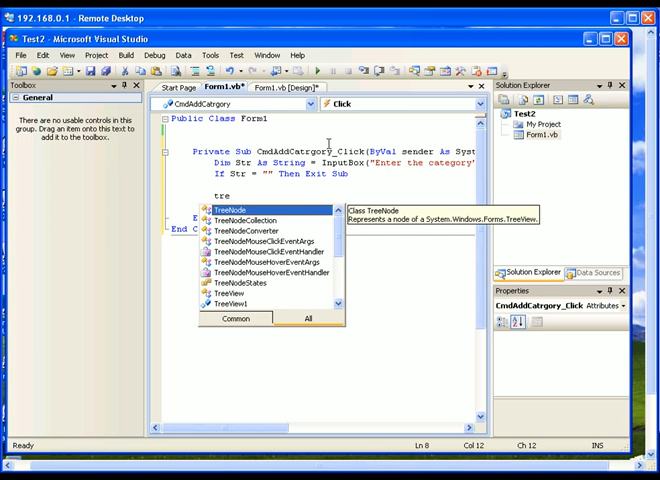 192.168.0.1 - Remote Desktop
Test2 - Microsoft Visual Studio
File Edit View Project Build Debug Data Tools Test Window Help
Toolbox
General
There are no usable controls in this
group. Drag an item onto this text to
add it to the toolbox.
Start Page Form1.vb* Form1.vb [Design]*
CmdAddCatrgory Click
Public Class Form1
Private Sub CmdAddCatrgory_Click(ByVal sender As Syst
Dim Str As String = InputBox("Enter the category"
If Str = "" Then Exit Sub
tre
E
End C
TreeNode
TreeNodeCollection
TreeNodeConverter
TreeNodeMouseClickEventArgs
TreeNodeMouseClickEventHandler
TreeNodeMouseHoverEventArgs
TreeNodeMouseHoverEventHandler
TreeNodeStates
TreeView
TreeView1
Common All
Class TreeNode
Represents a node of a System.Windows.Forms.TreeView.
Solution Explorer
Test2
My Project
Form1.vb
Solution Explorer Data Sources
Properties
CmdAddCatrgory_Click Attributes
Ready Ln 8 Col 12 Ch 12 INS